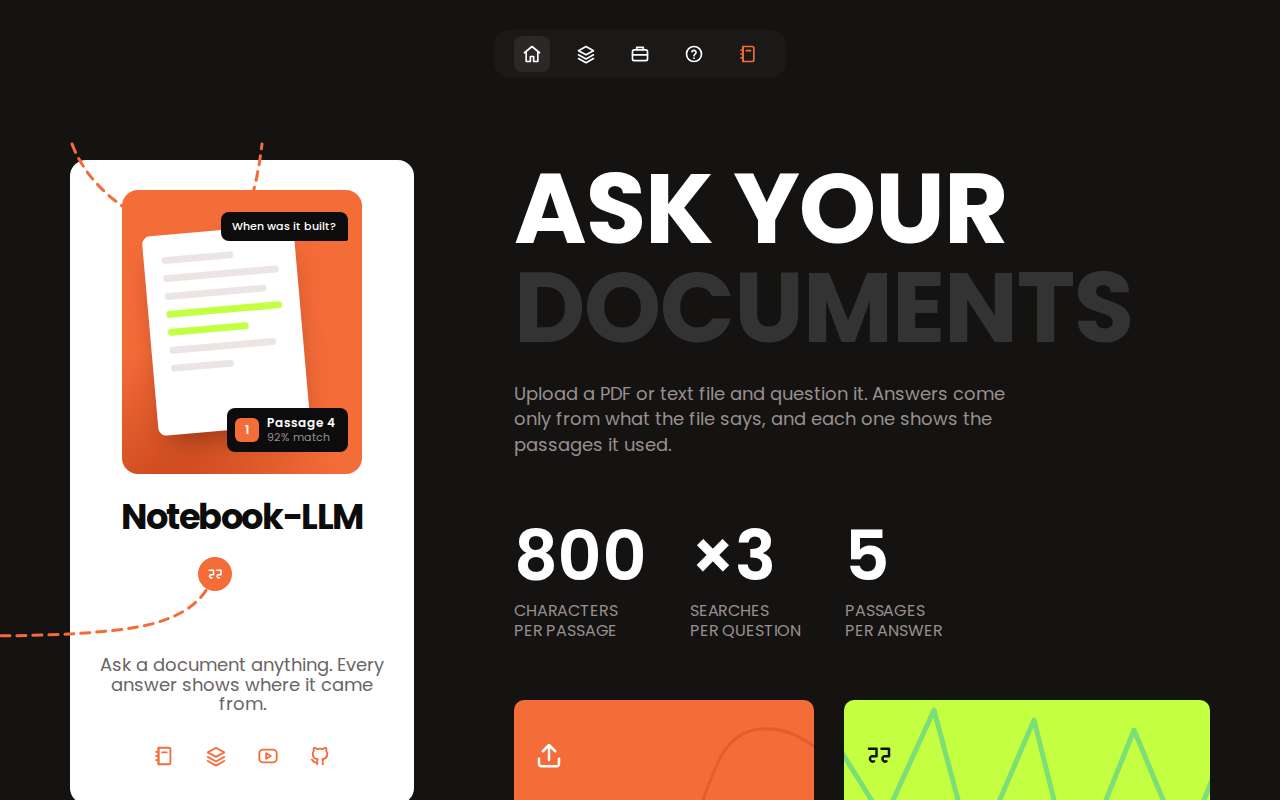 When was it built?
1
Passage 4
92% match
Notebook-LLM
Ask a document anything. Every
answer shows where it came
from.
ASK YOUR
DOCUMENTS
Upload a PDF or text file and question it. Answers come
only from what the file says, and each one shows the
passages it used.
800
CHARACTERS
PER PASSAGE
×3
SEARCHES
PER QUESTION
5
PASSAGES
PER ANSWER